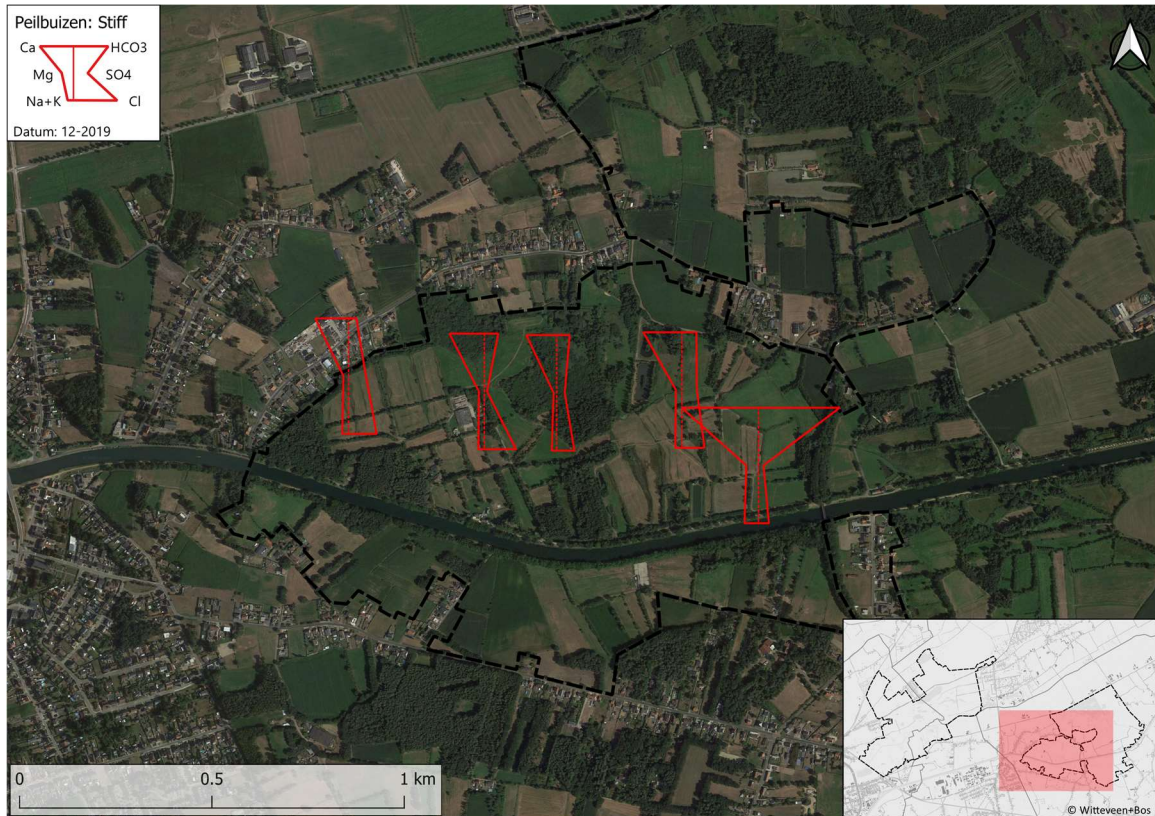 Peilbuizen: Stiff
Ca HCO3
Mg SO4
Na+K Cl
Datum: 12-2019
0 0.5 1 km
© Witteveen+Bos